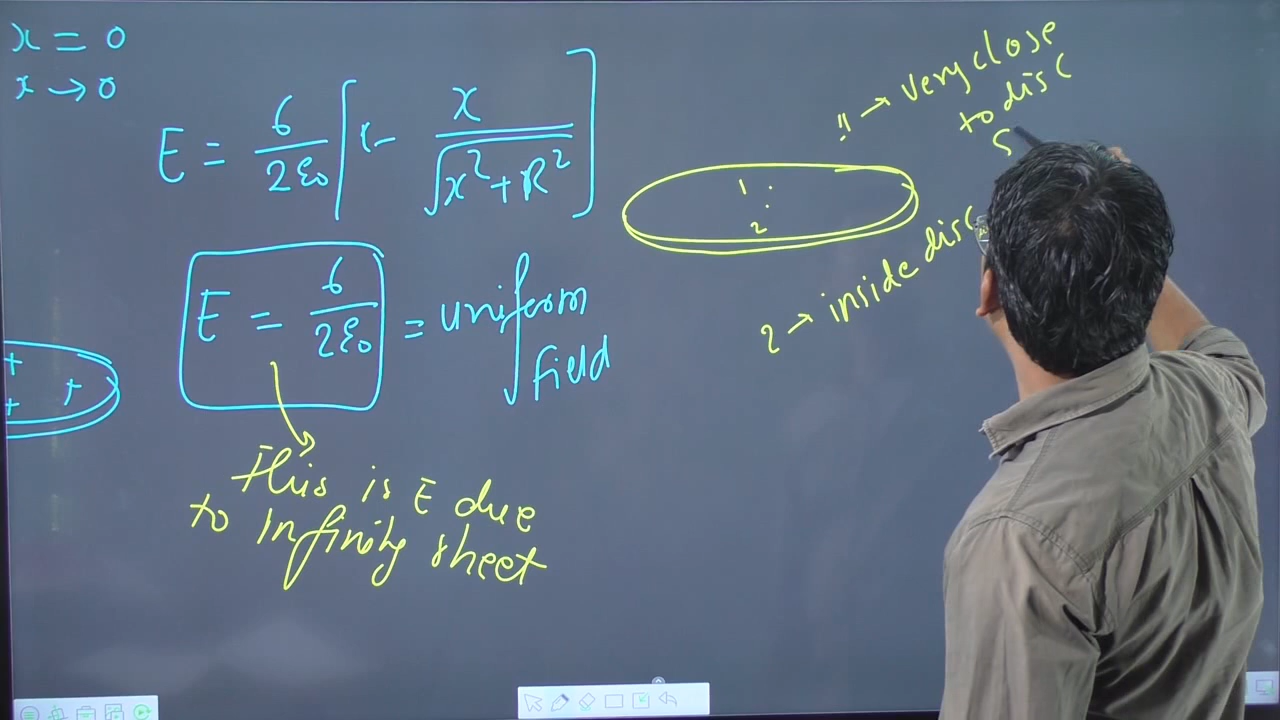 x = 0
x → 0
E = σ/2ε₀ [1 - x/√x²+R²]
E = σ/2ε₀ = uniform
field
This is E due
to infinity sheet
+ + +
1 → very close
to disc
S
1
2
2 → inside disc